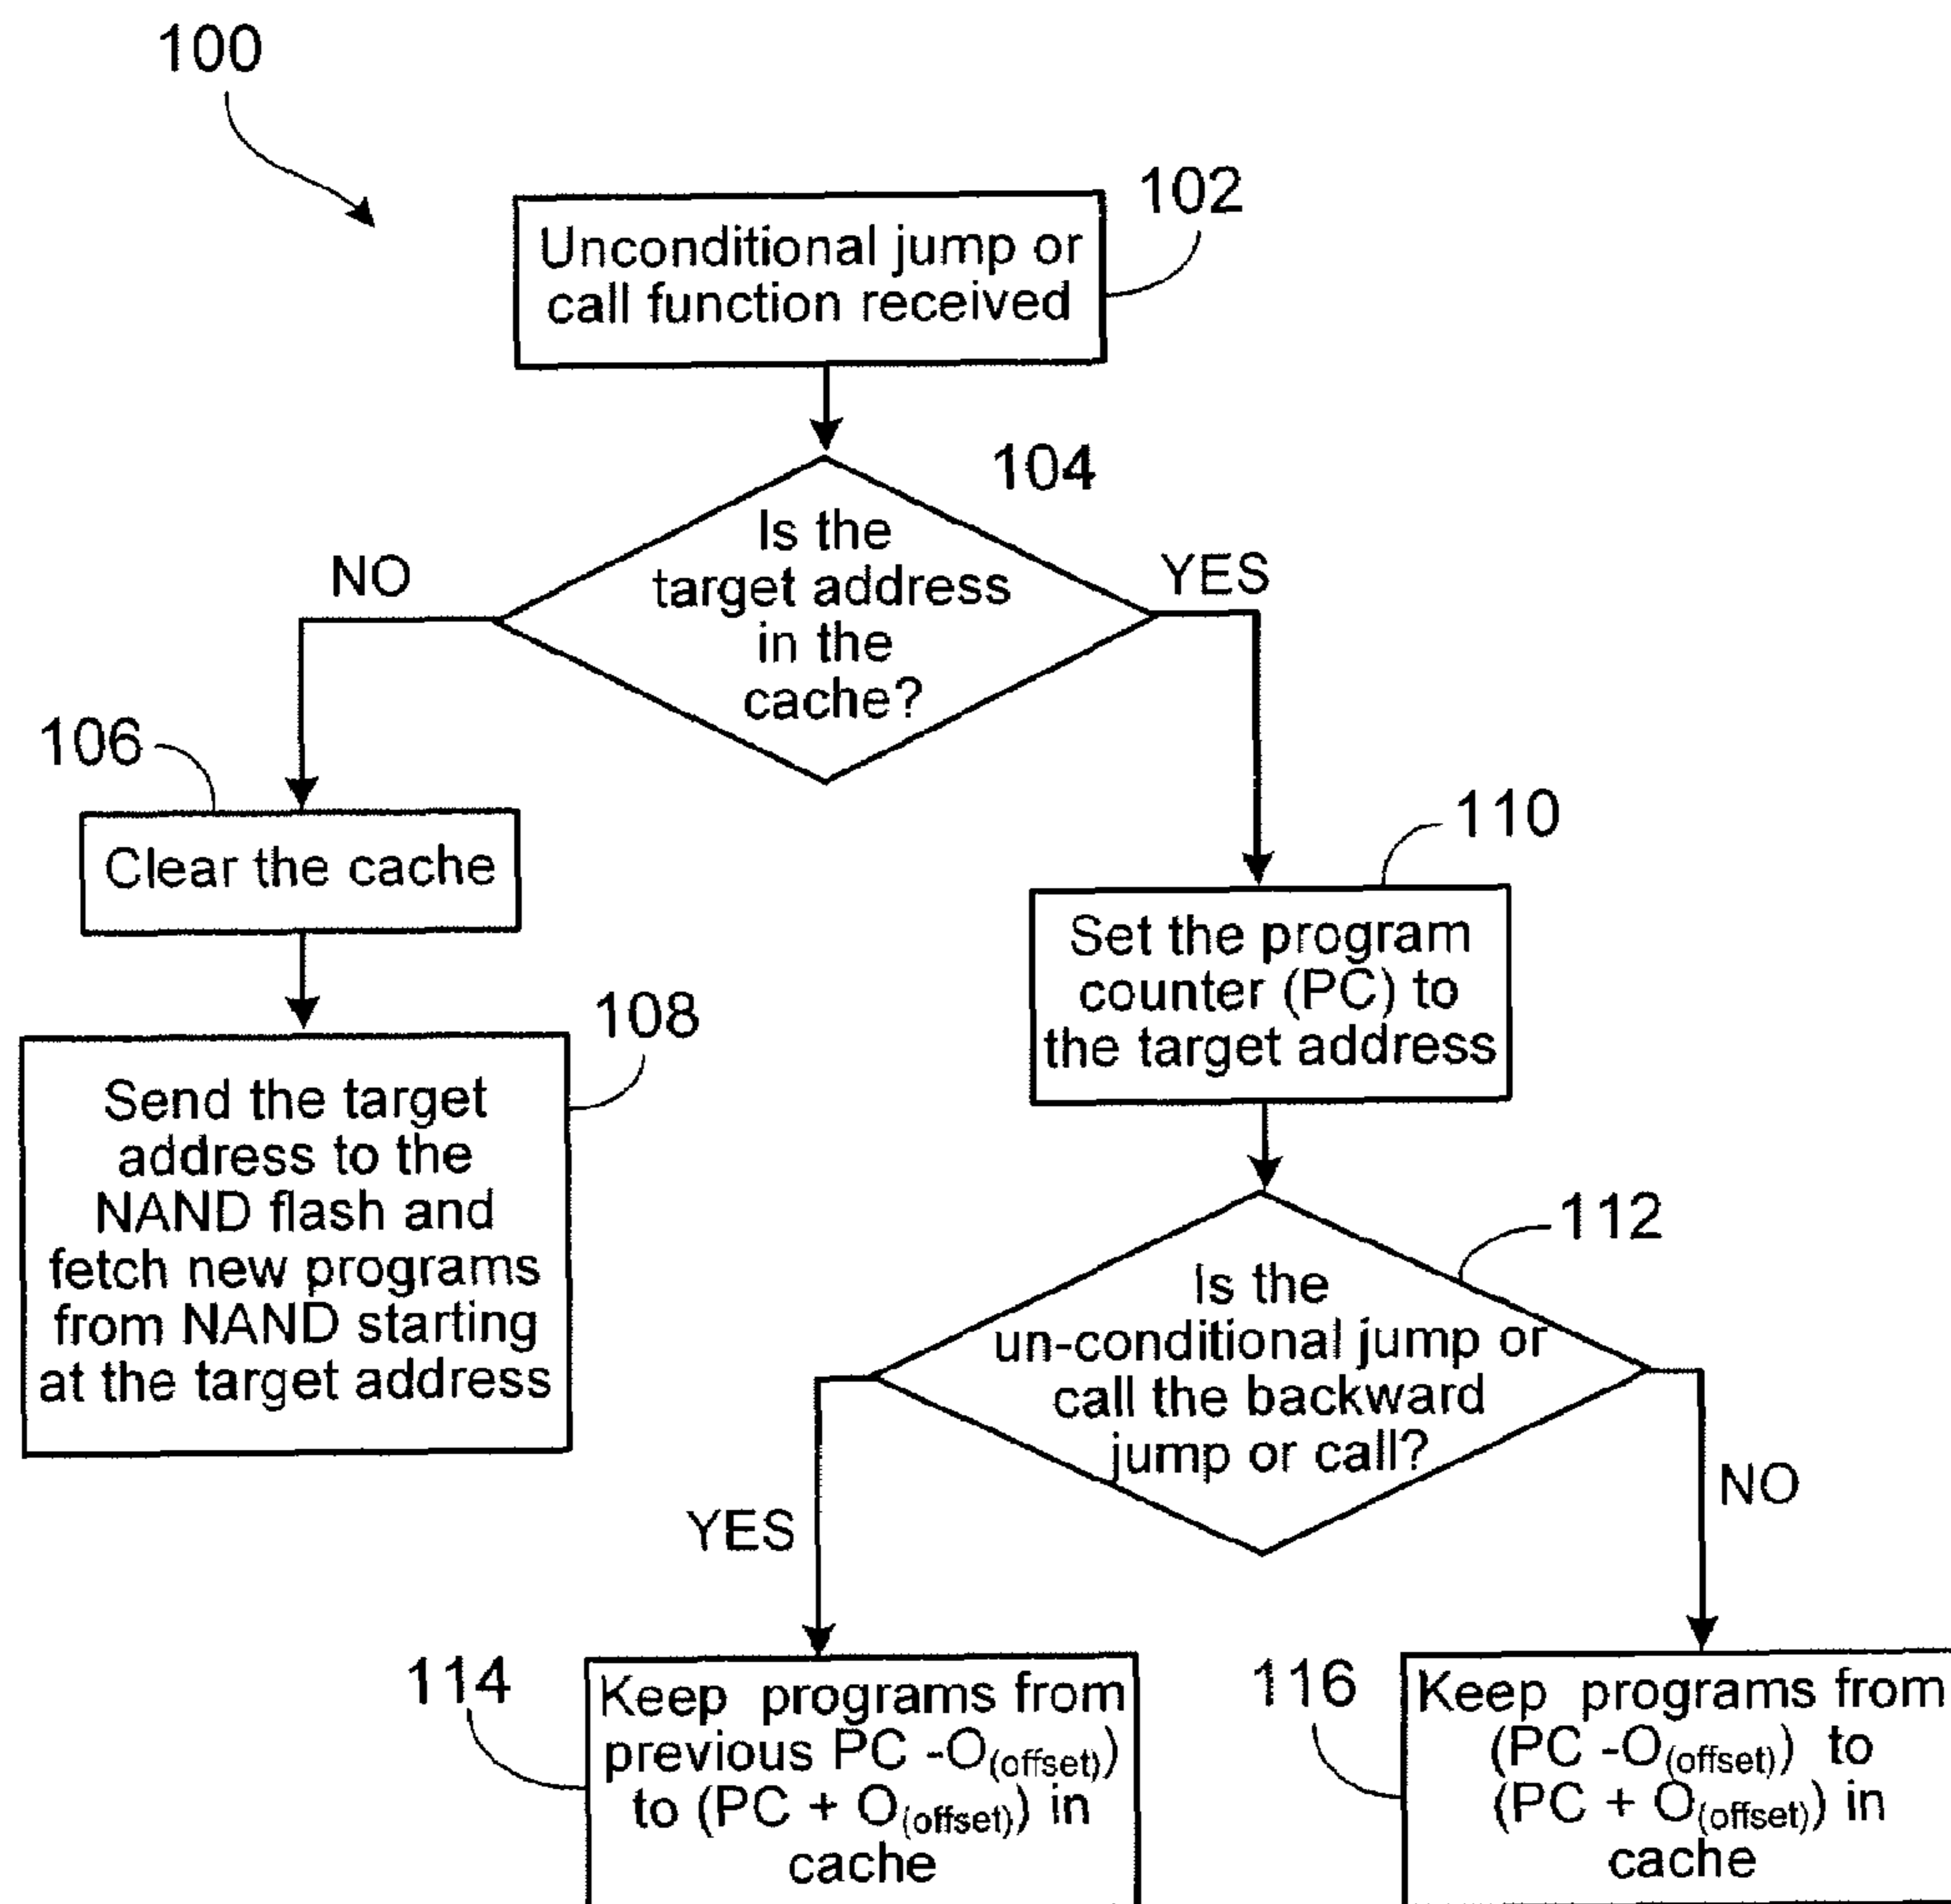 100
102
Unconditional jump or
call function received
104
Is the
target address
in the
cache?
NO
YES
106
Clear the cache
110
Set the program
counter (PC) to
the target address
108
Send the target
address to the
NAND flash and
fetch new programs
from NAND starting
at the target address
112
Is the
un-conditional jump or
call the backward
jump or call?
YES
NO
114
Keep programs from
previous PC -O(offset))
to (PC + O(offset)) in
cache
116
Keep programs from
(PC -O(offset)) to
(PC + O(offset)) in
cache